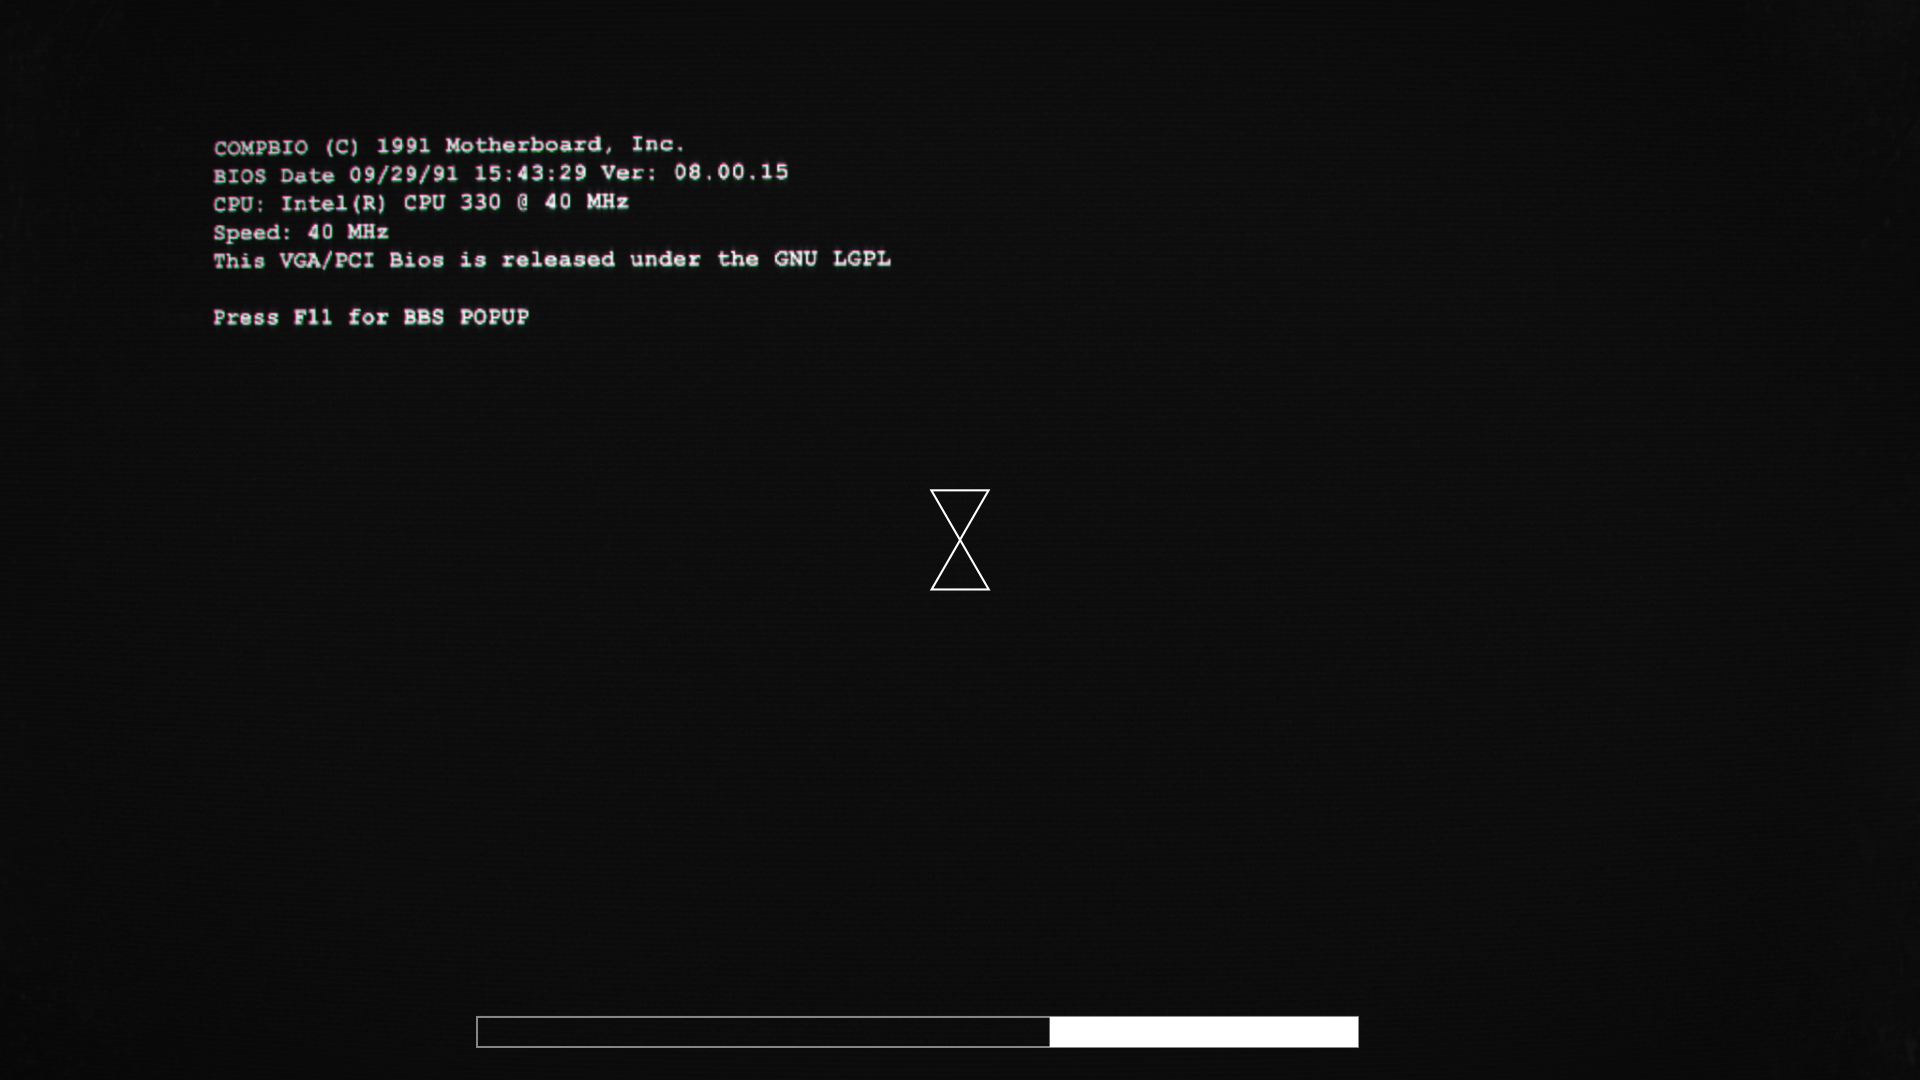 COMPBIO (C) 1991 Motherboard, Inc.
BIOS Date 09/29/91 15:43:29 Ver: 08.00.15
CPU: Intel(R) CPU 330 @ 40 MHz
Speed: 40 MHz
This VGA/PCI Bios is released under the GNU LGPL
Press F11 for BBS POPUP